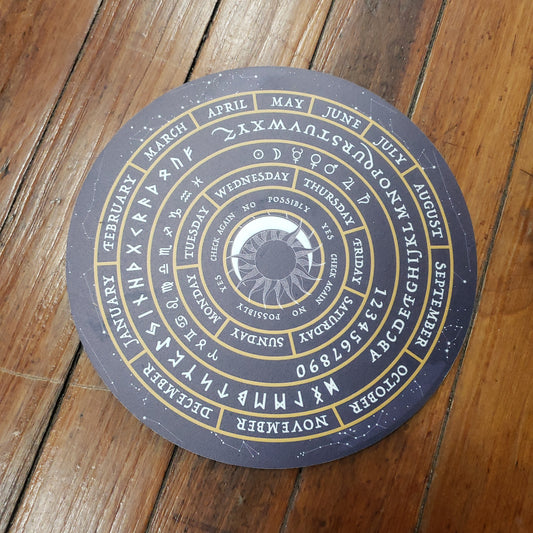 JANUARY
FEBRUARY
MARCH
APRIL
MAY
JUNE
JULY
AUGUST
SEPTEMBER
OCTOBER
NOVEMBER
DECEMBER
ABCDEFGHIJKLMNOPQRSTUVWXYZ
1234567890
☉☽☿♀♂♃♄
♈♉♊♋♌♍♎♏♐♑♒♓
SUNDAY
MONDAY
TUESDAY
WEDNESDAY
THURSDAY
FRIDAY
SATURDAY
YES
CHECK AGAIN
NO
POSSIBLY
YES
CHECK AGAIN
NO
POSSIBLY